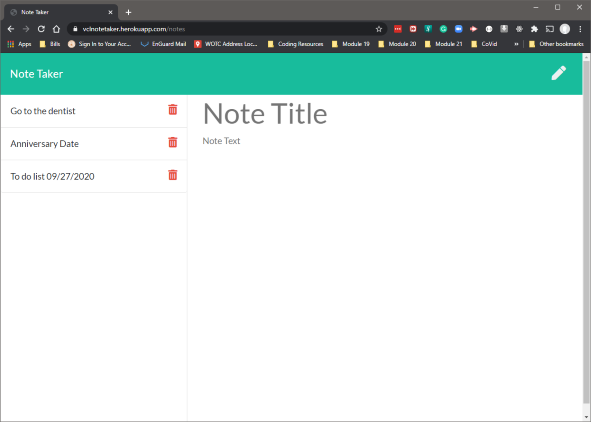 Note Taker
vclnotetaker.herokuapp.com/notes
Apps Bills Sign In to Your Acc... EnGuard Mail WOTC Address Loc... Coding Resources Module 19 Module 20 Module 21 CoVid » Other bookmarks
Note Taker
Go to the dentist
Anniversary Date
To do list 09/27/2020
Note Title
Note Text